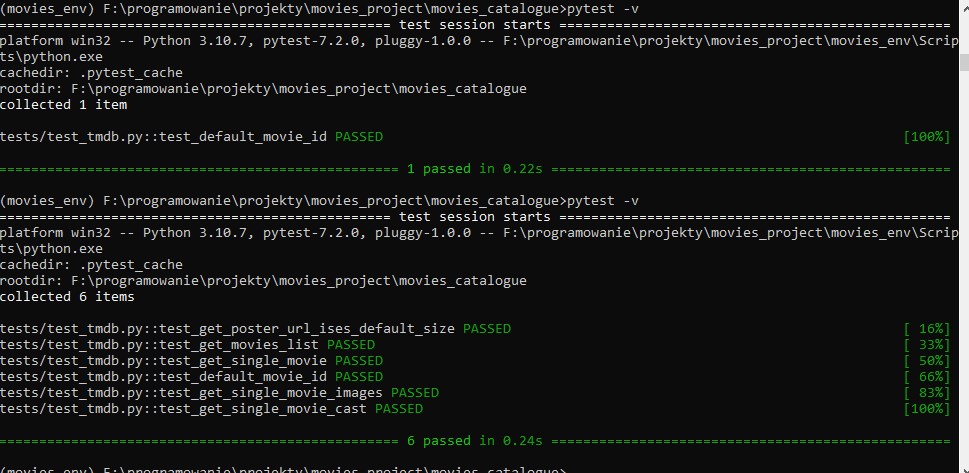 (movies_env) F:\programowanie\projekty\movies_project\movies_catalogue>pytest -v
================================================= test session starts =================================================
platform win32 -- Python 3.10.7, pytest-7.2.0, pluggy-1.0.0 -- F:\programowanie\projekty\movies_project\movies_env\Scrip
ts\python.exe
cachedir: .pytest_cache
rootdir: F:\programowanie\projekty\movies_project\movies_catalogue
collected 1 item
tests/test_tmdb.py::test_default_movie_id PASSED [100%]
================================================== 1 passed in 0.22s ==================================================
(movies_env) F:\programowanie\projekty\movies_project\movies_catalogue>pytest -v
================================================= test session starts =================================================
platform win32 -- Python 3.10.7, pytest-7.2.0, pluggy-1.0.0 -- F:\programowanie\projekty\movies_project\movies_env\Scrip
ts\python.exe
cachedir: .pytest_cache
rootdir: F:\programowanie\projekty\movies_project\movies_catalogue
collected 6 items
tests/test_tmdb.py::test_get_poster_url_ises_default_size PASSED [ 16%]
tests/test_tmdb.py::test_get_movies_list PASSED [ 33%]
tests/test_tmdb.py::test_get_single_movie PASSED [ 50%]
tests/test_tmdb.py::test_default_movie_id PASSED [ 66%]
tests/test_tmdb.py::test_get_single_movie_images PASSED [ 83%]
tests/test_tmdb.py::test_get_single_movie_cast PASSED [100%]
================================================== 6 passed in 0.24s ==================================================
(movies_env) F:\programowanie\projekty\movies_project\movies_catalogue>